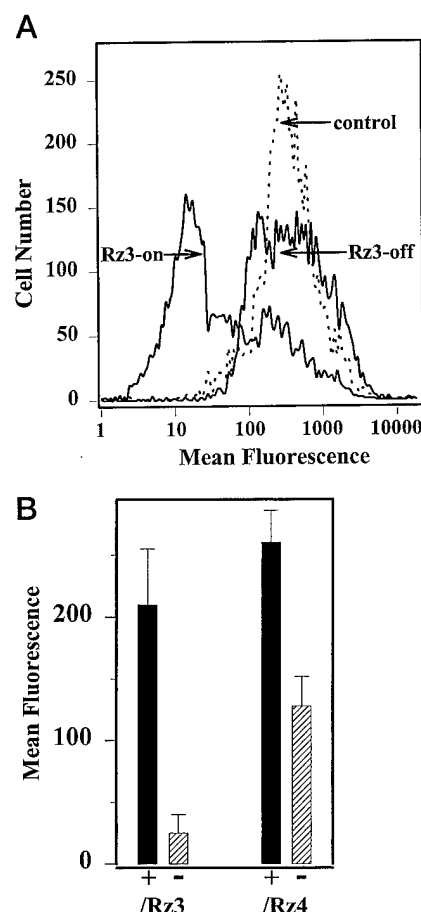 A
250
200
150
100
50
0
control
Rz3-on
Rz3-off
Cell Number
1 10 100 1000 10000
Mean Fluorescence
B
200
100
0
Mean Fluorescence
+ - + -
/Rz3 /Rz4